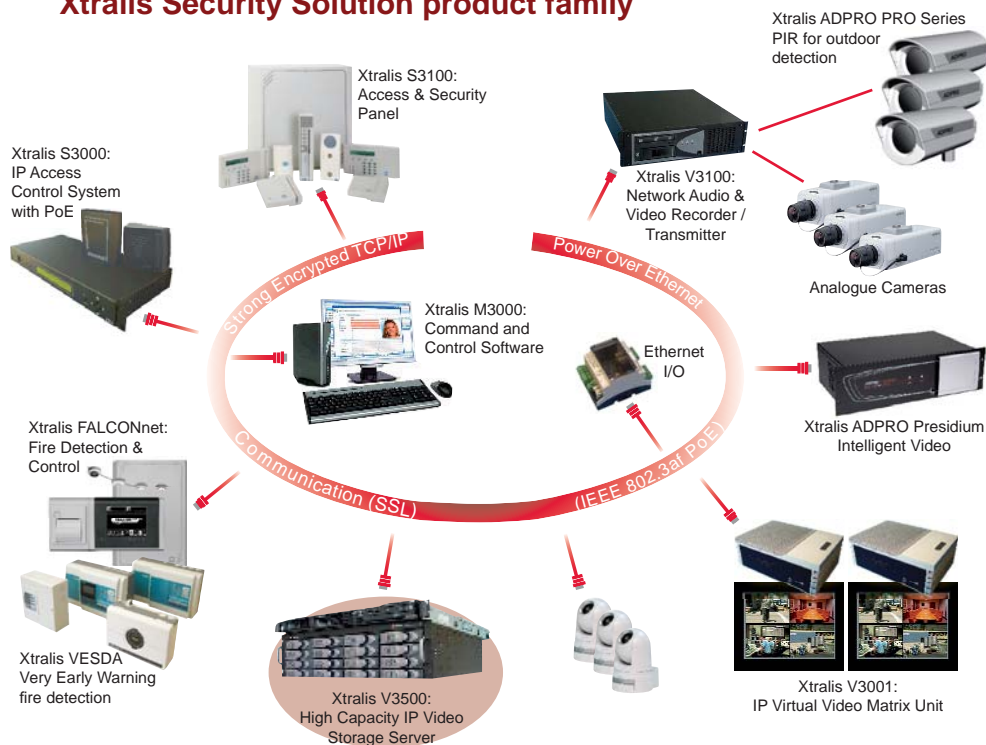 Xtralis Security Solution product family
Xtralis ADPRO PRO Series
PIR for outdoor
detection
Xtralis S3100:
Access & Security
Panel
Xtralis S3000:
IP Access
Control System
with PoE
Xtralis V3100:
Network Audio &
Video Recorder /
Transmitter
Analogue Cameras
Strong Encrypted TCP/IP
Power Over Ethernet
Xtralis M3000:
Command and
Control Software
Ethernet
I/O
Xtralis ADPRO Presidium
Intelligent Video
Xtralis FALCONnet:
Fire Detection &
Control
Communication (SSL)
(IEEE 802.3af PoE)
Xtralis VESDA
Very Early Warning
fire detection
Xtralis V3500:
High Capacity IP Video
Storage Server
Xtralis V3001:
IP Virtual Video Matrix Unit
ADPRO
ADPRO
ADPRO